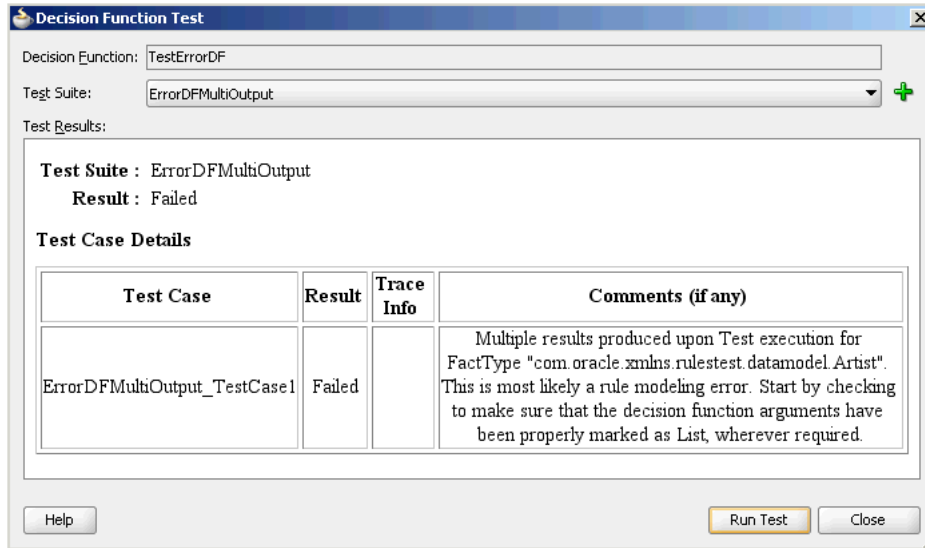 Decision Function Test
Decision Function: TestErrorDF
Test Suite: ErrorDFMultiOutput
Test Results:
Test Suite : ErrorDFMultiOutput
Result : Failed
Test Case Details
Test Case Result Trace Info Comments (if any)
ErrorDFMultiOutput_TestCase1 Failed
Multiple results produced upon Test execution for
FactType "com.oracle.xmlns.rulestest.datamodel.Artist".
This is most likely a rule modeling error. Start by checking
to make sure that the decision function arguments have
been properly marked as List, wherever required.
Help Run Test Close